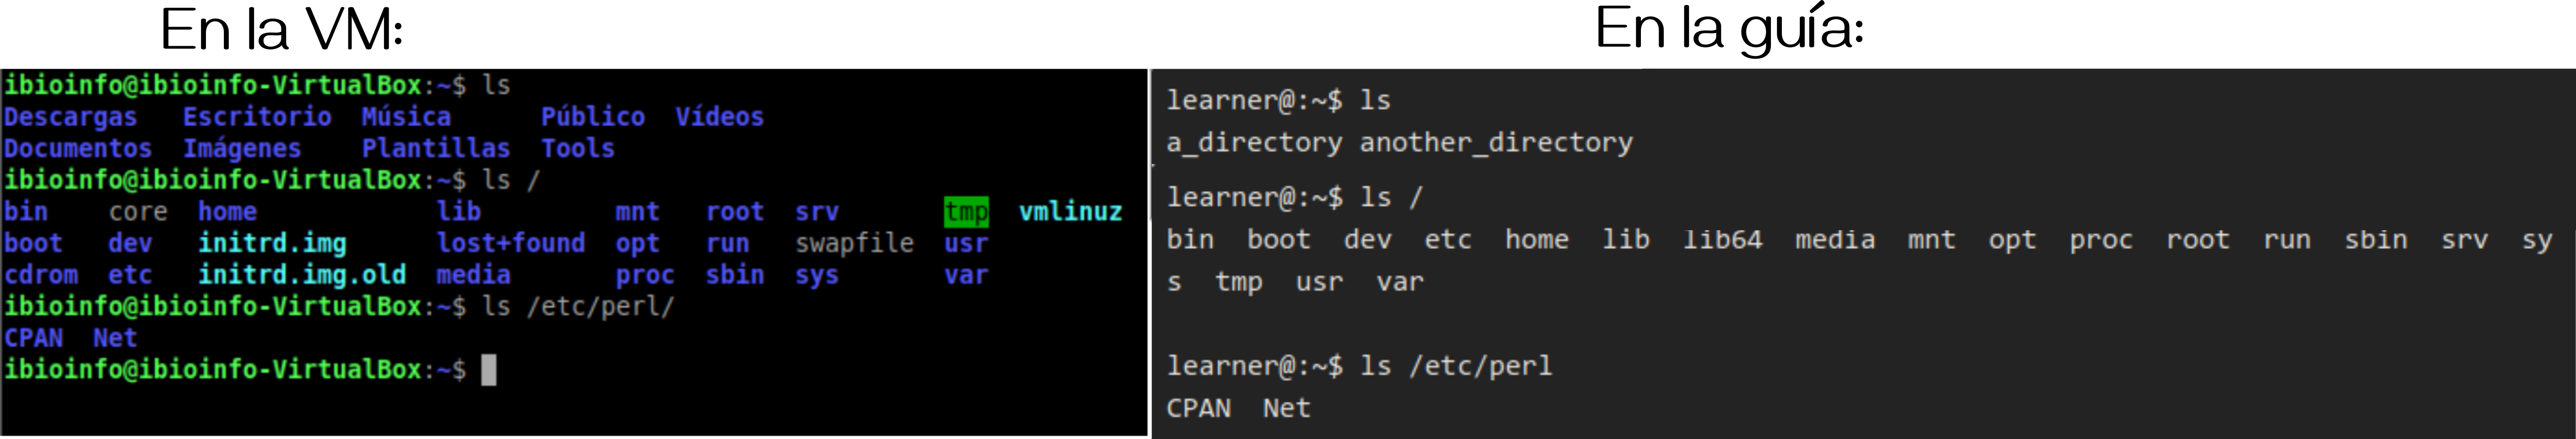 En la VM:
ibioinfo@ibioinfo-VirtualBox:~$ ls
Descargas Escritorio Música Público Vídeos
Documentos Imágenes Plantillas Tools
ibioinfo@ibioinfo-VirtualBox:~$ ls /
bin core home lib mnt root srv tmp vmlinuz
boot dev initrd.img lost+found opt run swapfile usr
cdrom etc initrd.img.old media proc sbin sys var
ibioinfo@ibioinfo-VirtualBox:~$ ls /etc/perl/
CPAN Net
ibioinfo@ibioinfo-VirtualBox:~$
En la guía:
learner@:~$ ls
a_directory another_directory
learner@:~$ ls /
bin boot dev etc home lib lib64 media mnt opt proc root run sbin srv sy
s tmp usr var
learner@:~$ ls /etc/perl
CPAN Net